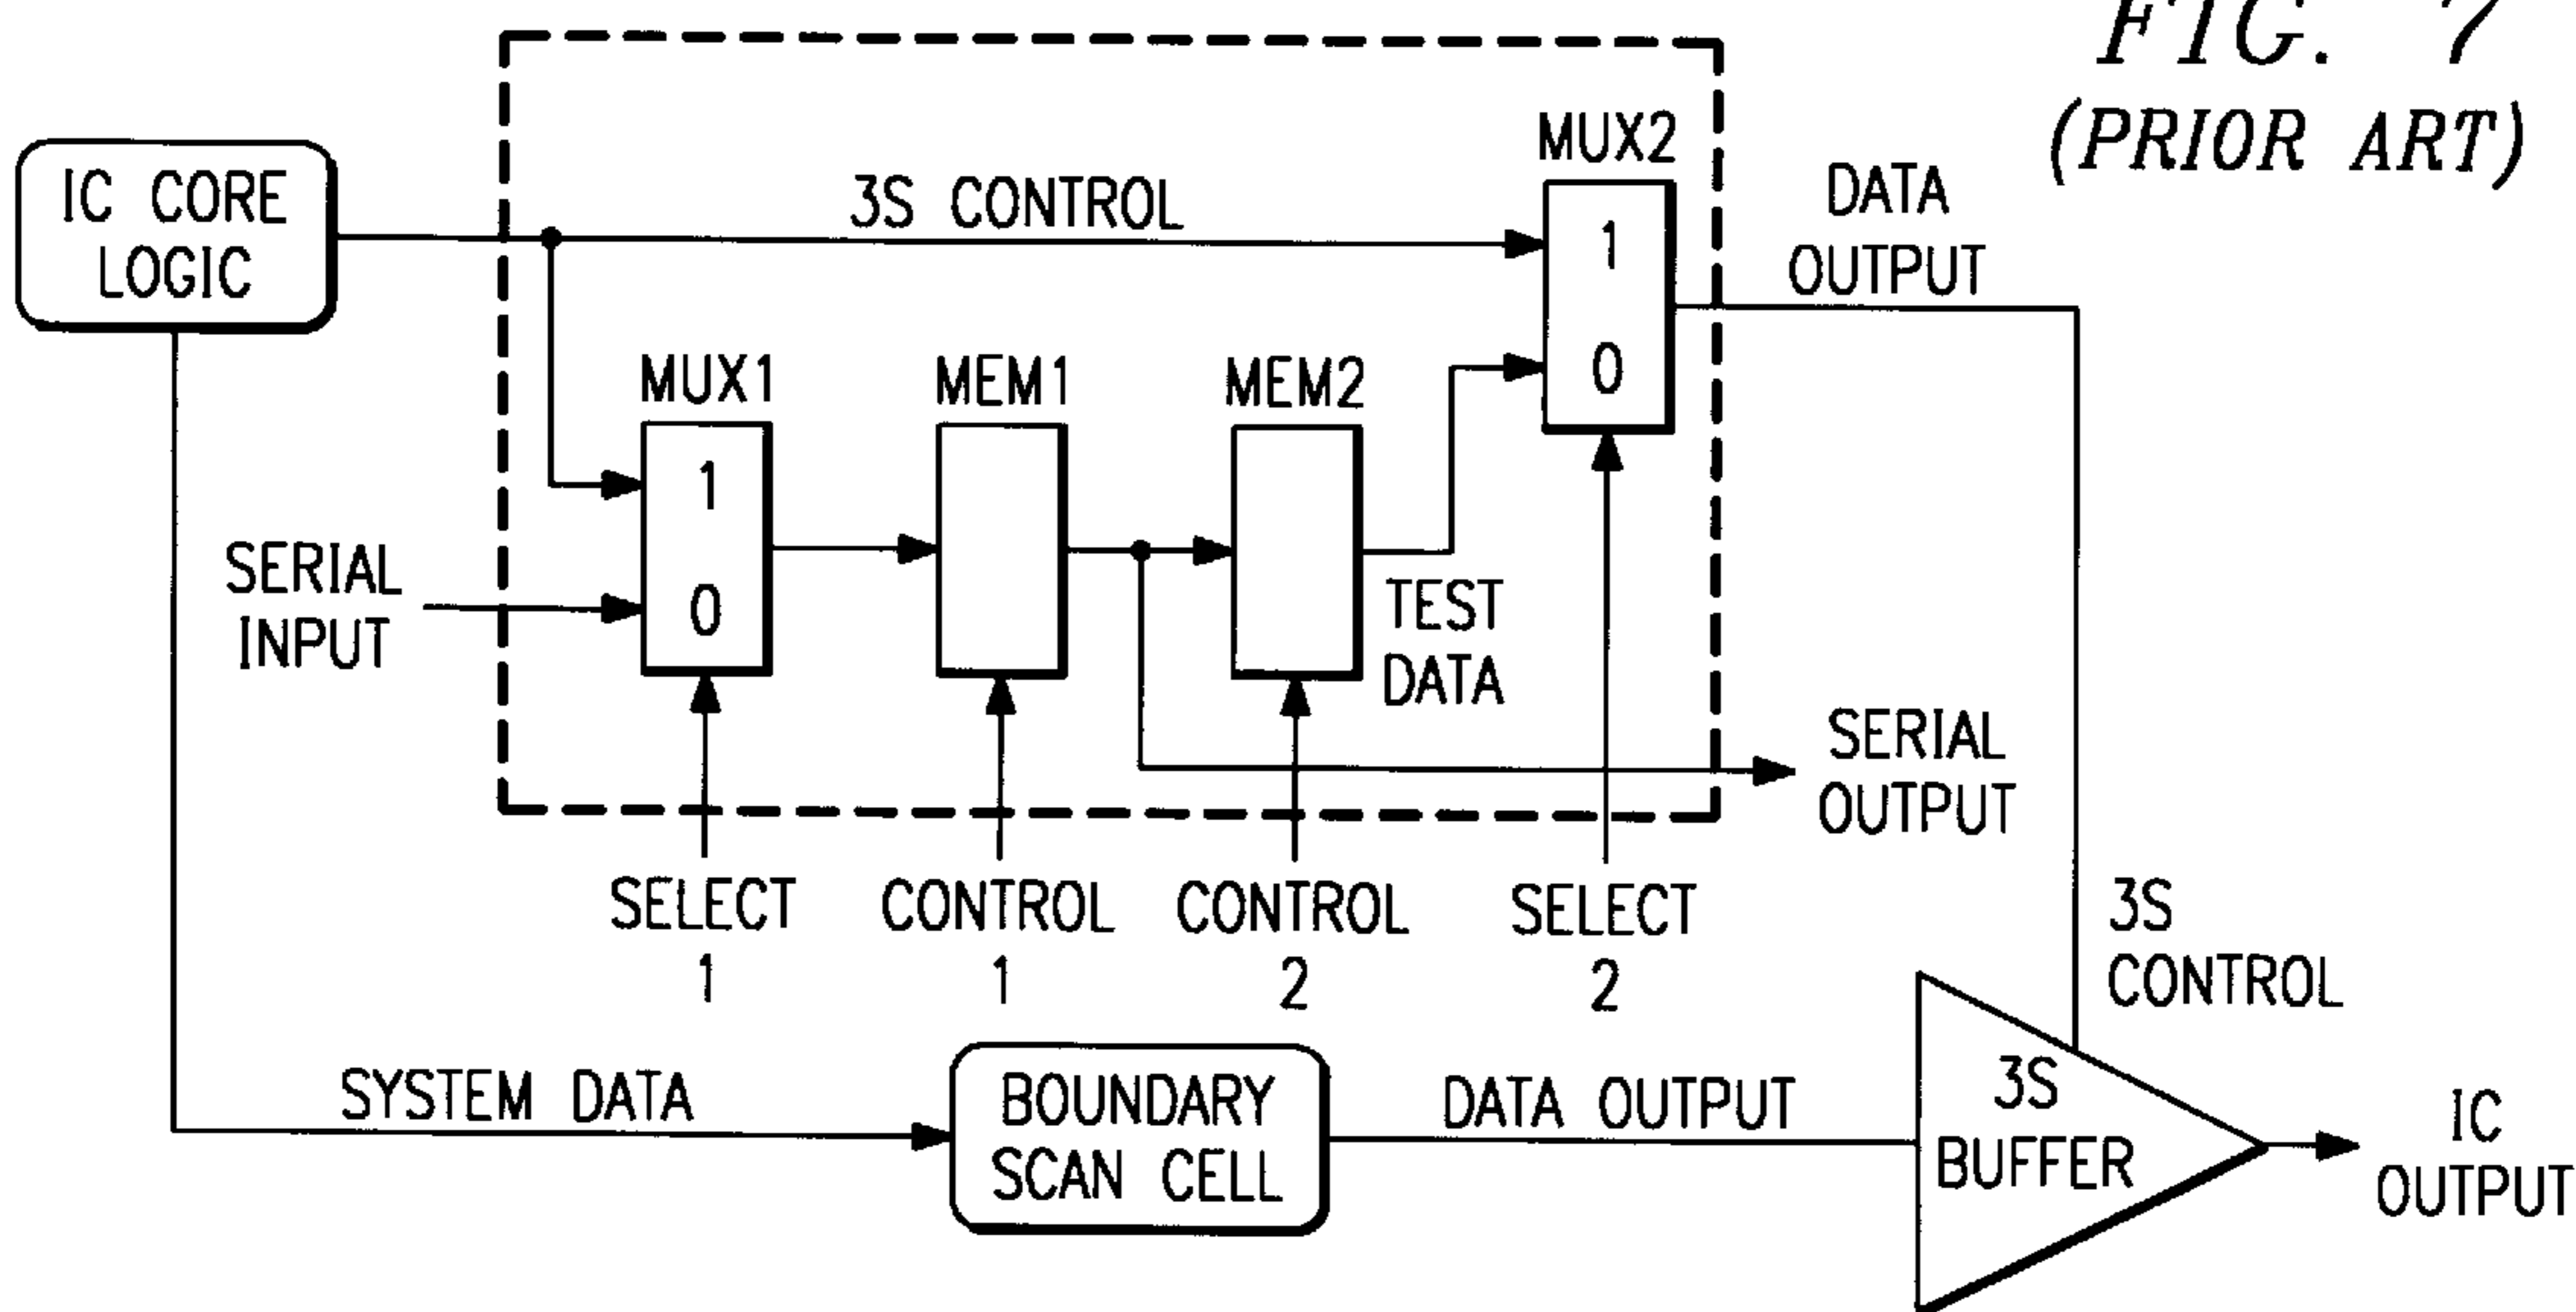 FIG. 7
(PRIOR ART)
IC CORE
LOGIC
3S CONTROL
MUX2
1
0
DATA
OUTPUT
MUX1
1
0
MEM1
MEM2
SERIAL
INPUT
TEST
DATA
SERIAL
OUTPUT
SELECT
1
CONTROL
1
CONTROL
2
SELECT
2
3S
CONTROL
SYSTEM DATA
BOUNDARY
SCAN CELL
DATA OUTPUT
3S
BUFFER
IC
OUTPUT